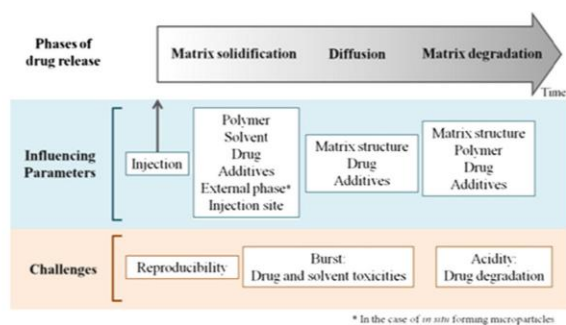 Phases of
drug release
Matrix solidification
Diffusion
Matrix degradation
Time
Influencing
Parameters
Injection
Polymer
Solvent
Drug
Additives
External phase*
Injection site
Matrix structure
Drug
Additives
Matrix structure
Polymer
Drug
Additives
Challenges
Reproducibility
Burst:
Drug and solvent toxicities
Acidity:
Drug degradation
* In the case of in situ forming microparticles